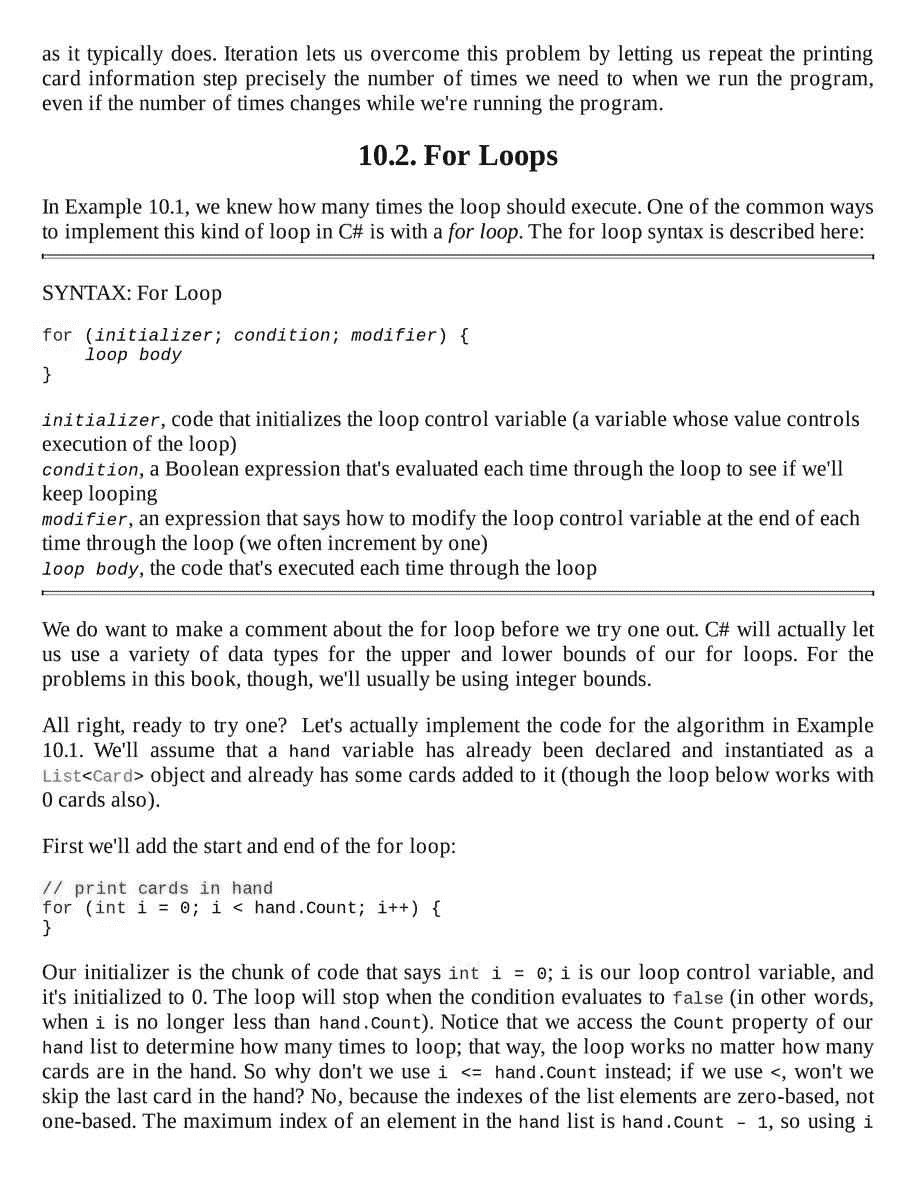 as it typically does. Iteration lets us overcome this problem by letting us repeat the printing
card information step precisely the number of times we need to when we run the program,
even if the number of times changes while we're running the program.
10.2. For Loops
In Example 10.1, we knew how many times the loop should execute. One of the common ways
to implement this kind of loop in C# is with a for loop. The for loop syntax is described here:
SYNTAX: For Loop
for (initializer; condition; modifier) {
    loop body
}
initializer, code that initializes the loop control variable (a variable whose value controls
execution of the loop)
condition, a Boolean expression that's evaluated each time through the loop to see if we'll
keep looping
modifier, an expression that says how to modify the loop control variable at the end of each
time through the loop (we often increment by one)
loop body, the code that's executed each time through the loop
We do want to make a comment about the for loop before we try one out. C# will actually let
us use a variety of data types for the upper and lower bounds of our for loops. For the
problems in this book, though, we'll usually be using integer bounds.
All right, ready to try one?  Let's actually implement the code for the algorithm in Example
10.1. We'll assume that a hand variable has already been declared and instantiated as a
List<Card> object and already has some cards added to it (though the loop below works with
0 cards also).
First we'll add the start and end of the for loop:
// print cards in hand
for (int i = 0; i < hand.Count; i++) {
}
Our initializer is the chunk of code that says int i = 0; i is our loop control variable, and
it's initialized to 0. The loop will stop when the condition evaluates to false (in other words,
when i is no longer less than hand.Count). Notice that we access the Count property of our
hand list to determine how many times to loop; that way, the loop works no matter how many
cards are in the hand. So why don't we use i <= hand.Count instead; if we use <, won't we
skip the last card in the hand? No, because the indexes of the list elements are zero-based, not
one-based. The maximum index of an element in the hand list is hand.Count – 1, so using i